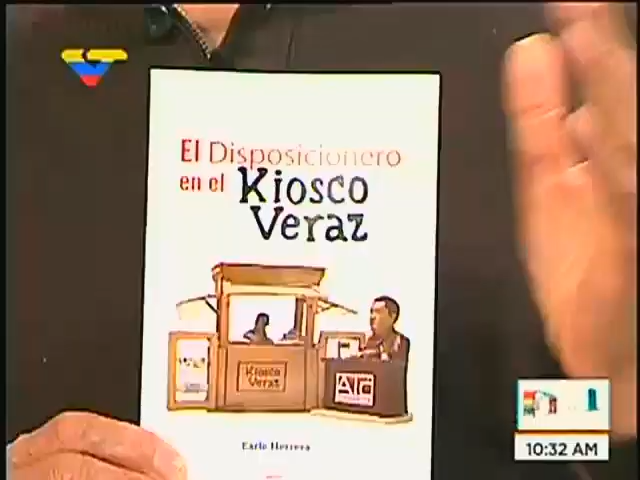 El Disposicionero
en el Kiosco
Veraz
Kiosco
Veraz
Earle Herrera
10:32 AM